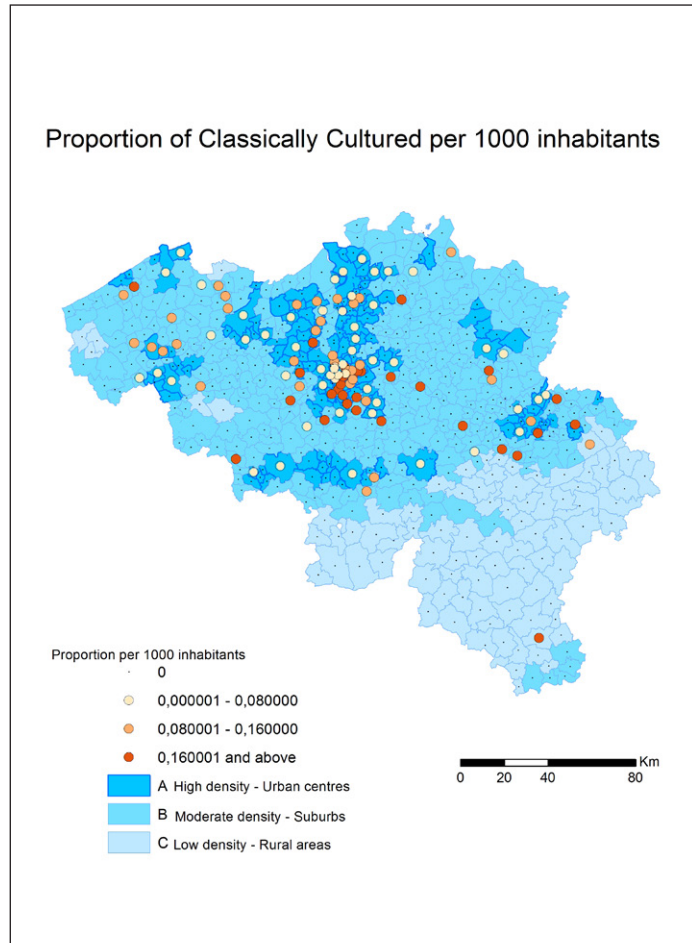 Proportion of Classically Cultured per 1000 inhabitants
Proportion per 1000 inhabitants
0
0,000001 - 0,080000
0,080001 - 0,160000
0,160001 and above
A High density - Urban centres
B Moderate density - Suburbs
C Low density - Rural areas
Km
0 20 40 80